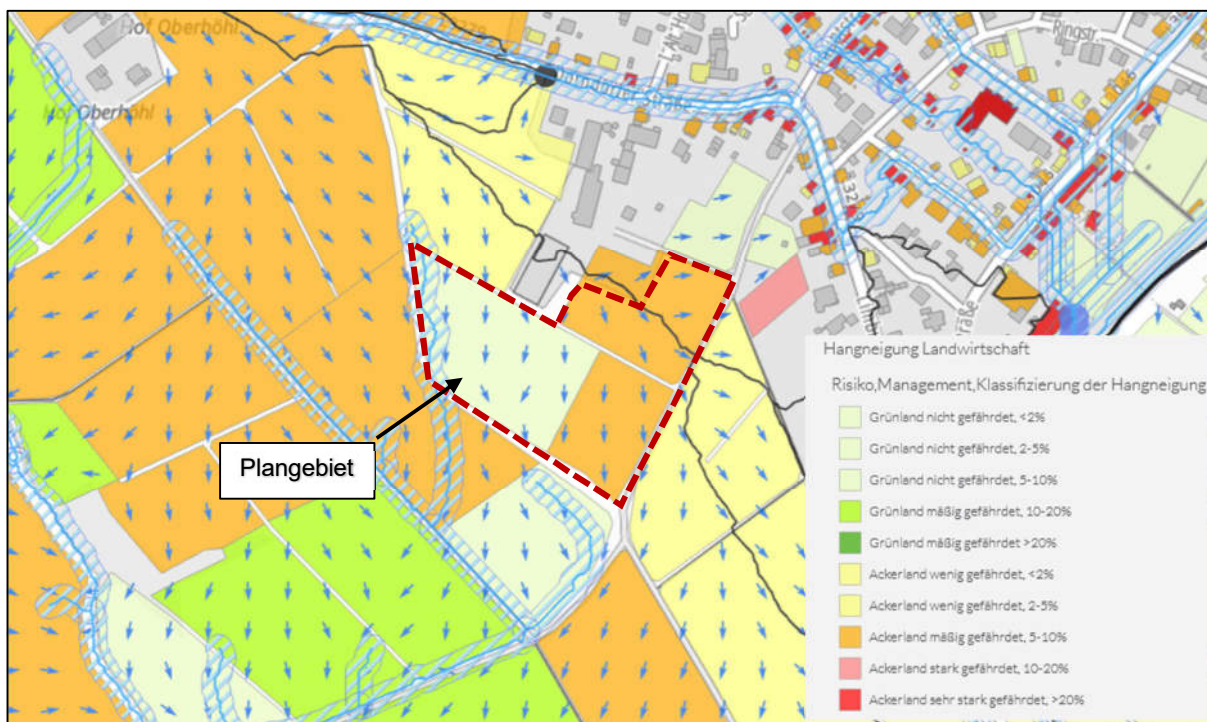 Hof Oberhöhl
Hof Oberhöhl
Ringstr.
Plangebiet
Hangneigung Landwirtschaft
Risiko,Management,Klassifizierung der Hangneigung
Grünland nicht gefährdet, <2%
Grünland nicht gefährdet, 2-5%
Grünland nicht gefährdet, 5-10%
Grünland mäßig gefährdet, 10-20%
Grünland mäßig gefährdet >20%
Ackerland wenig gefährdet, <2%
Ackerland wenig gefährdet, 2-5%
Ackerland mäßig gefährdet, 5-10%
Ackerland stark gefährdet, 10-20%
Ackerland sehr stark gefährdet, >20%